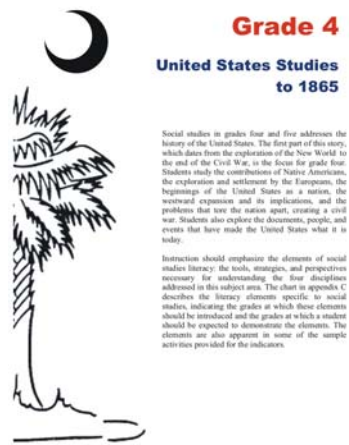 Grade 4
United States Studies
to 1865
Social studies in grades four and five addresses the
history of the United States. The first part of this story,
which dates from the exploration of the New World to
the end of the Civil War, is the focus for grade four.
Students study the contributions of Native Americans,
the exploration and settlement by the Europeans, the
beginnings of the United States as a nation, the
westward expansion and its implications, and the
problems that tore the nation apart, creating a civil
war. Students also explore the documents, people, and
events that have made the United States what it is
today.
Instruction should emphasize the elements of social
studies literacy: the tools, strategies, and perspectives
necessary for understanding the four disciplines
addressed in this subject area. The chart in appendix C
describes the literacy elements specific to social
studies, indicating the grades at which these elements
should be introduced and the grades at which a student
should be expected to demonstrate the elements. The
elements are also apparent in some of the sample
activities provided for the indicators.